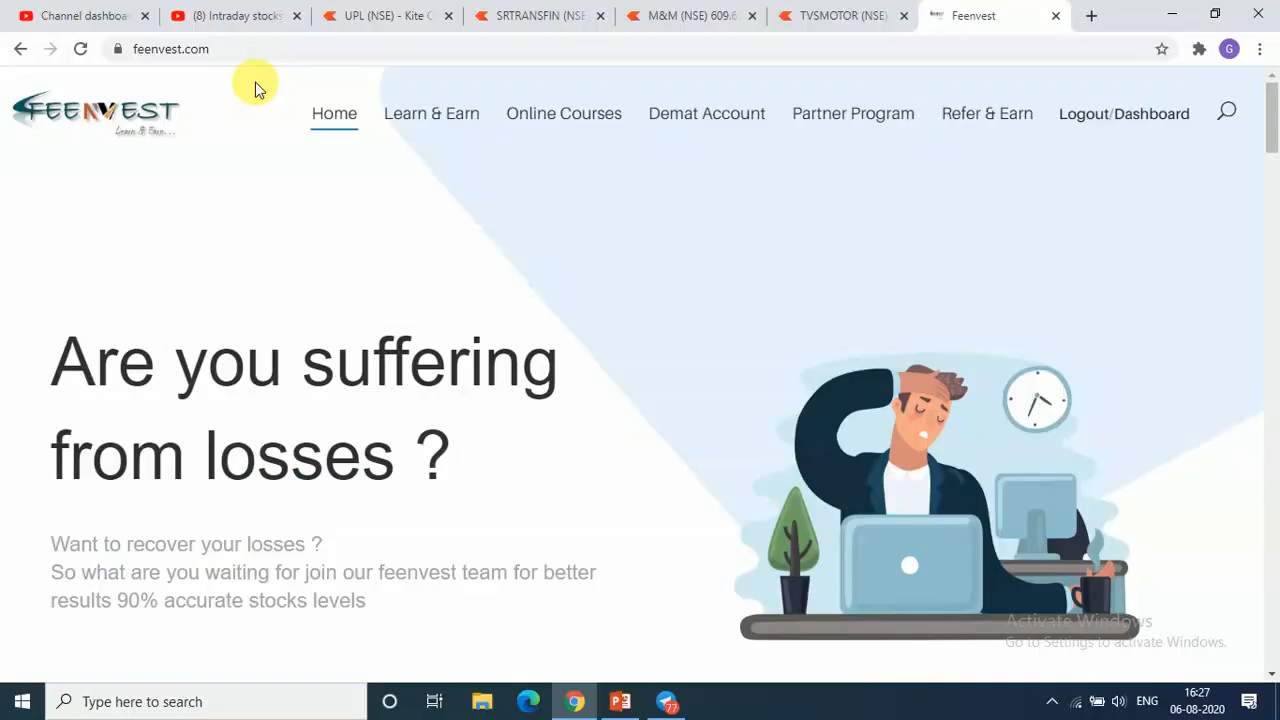 Channel dashboa
(8) Intraday stocks
UPL (NSE) - Kite C
SRTRANSFIN (NSE
M&M (NSE) 609.6
TVSMOTOR (NSE)
Feenvest
feenvest.com
G
FEENVEST
Learn & Earn...
Home
Learn & Earn
Online Courses
Demat Account
Partner Program
Refer & Earn
Logout/Dashboard
Are you suffering
from losses ?
Want to recover your losses ?
So what are you waiting for join our feenvest team for better
results 90% accurate stocks levels
Activate Windows
Go to Settings to activate Windows.
Type here to search
77
ENG
16:27
06-08-2020